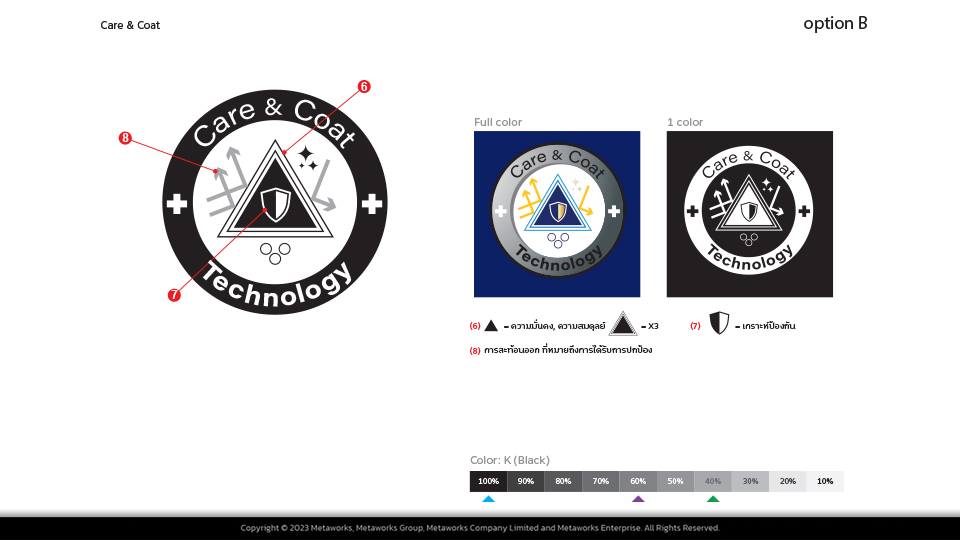 Care & Coat
option B
6
8
Care & Coat
Technology
7
Full color
1 color
Care & Coat
Technology
Care & Coat
Technology
(6) = ความมั่นคง, ความสมดุลย์ = X3
(7) = เกราะที่ป้องกัน
(8) การสะท้อนออก ที่หมายถึงการได้รับการปกป้อง
Color: K (Black)
100% 90% 80% 70% 60% 50% 40% 30% 20% 10%
Copyright © 2023 Metaworks, Metaworks Group, Metaworks Company Limited and Metaworks Enterprise. All Rights Reserved.